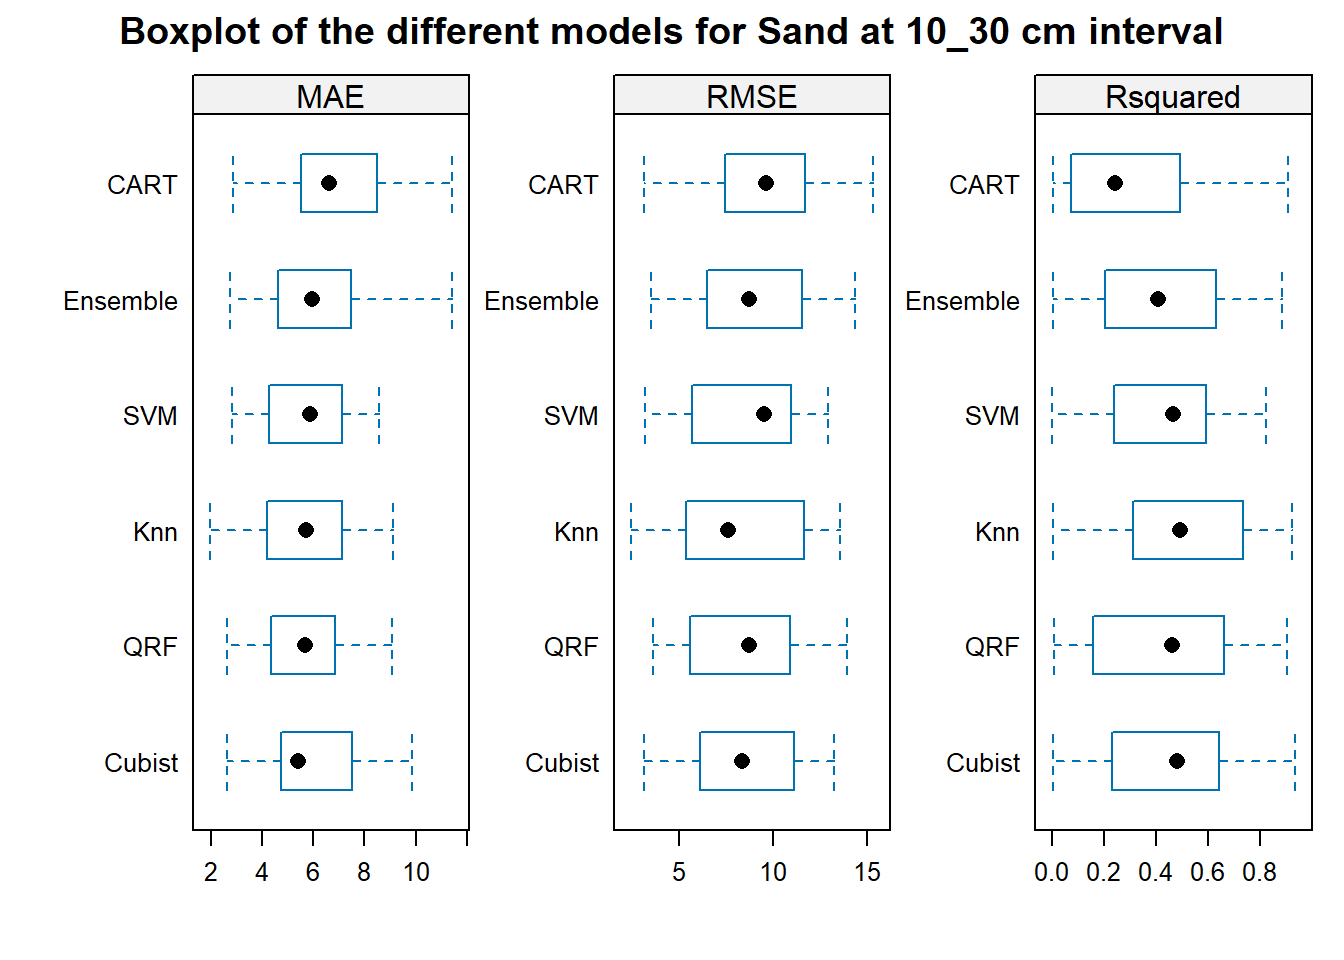 Boxplot of the different models for Sand at 10_30 cm interval
MAE RMSE Rsquared
CART CART CART
Ensemble Ensemble Ensemble
SVM SVM SVM
Knn Knn Knn
QRF QRF QRF
Cubist Cubist Cubist
2 4 6 8 10 5 10 15 0.0 0.2 0.4 0.6 0.8